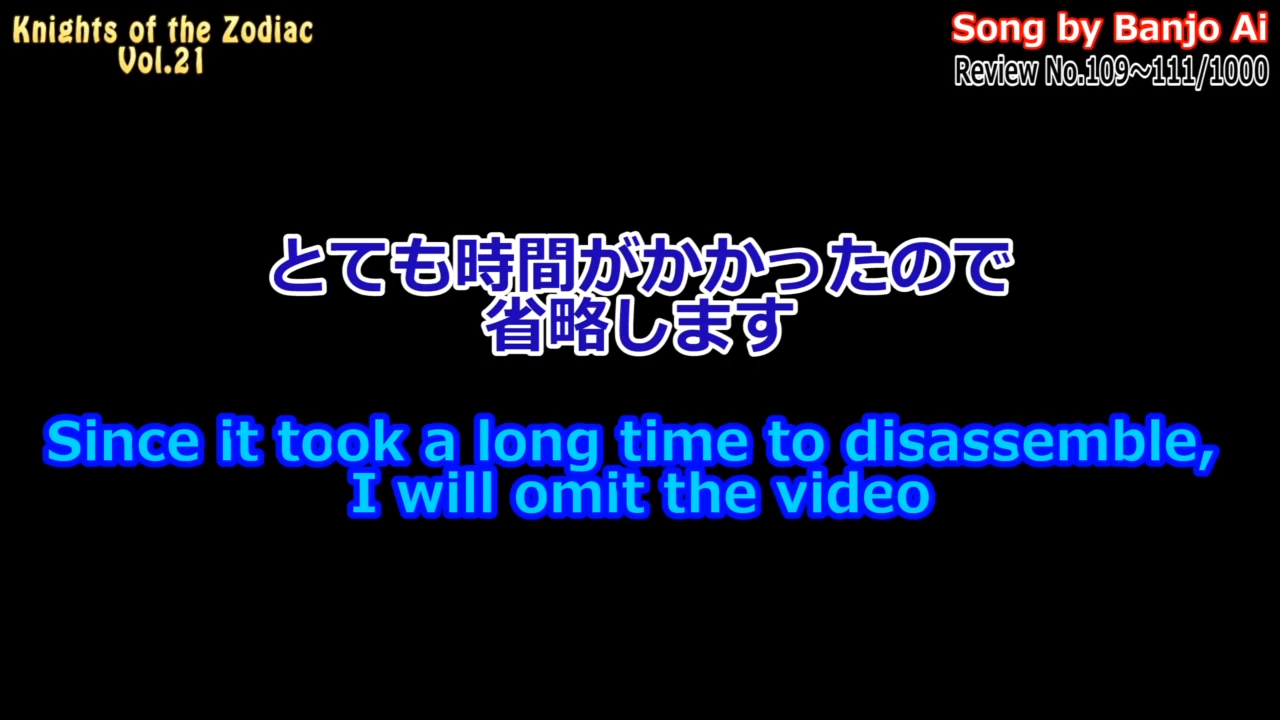 Knights of the Zodiac
Vol.21
Song by Banjo Ai
Review No.109～111/1000
とても時間がかかったので
省略します
Since it took a long time to disassemble,
I will omit the video